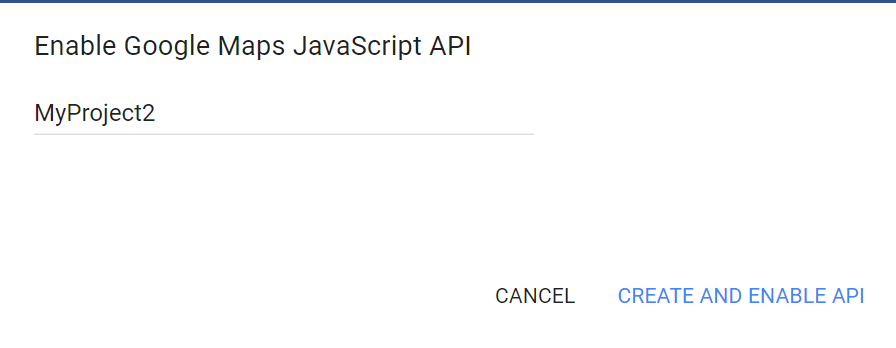 Enable Google Maps JavaScript API
MyProject2
CANCEL CREATE AND ENABLE API